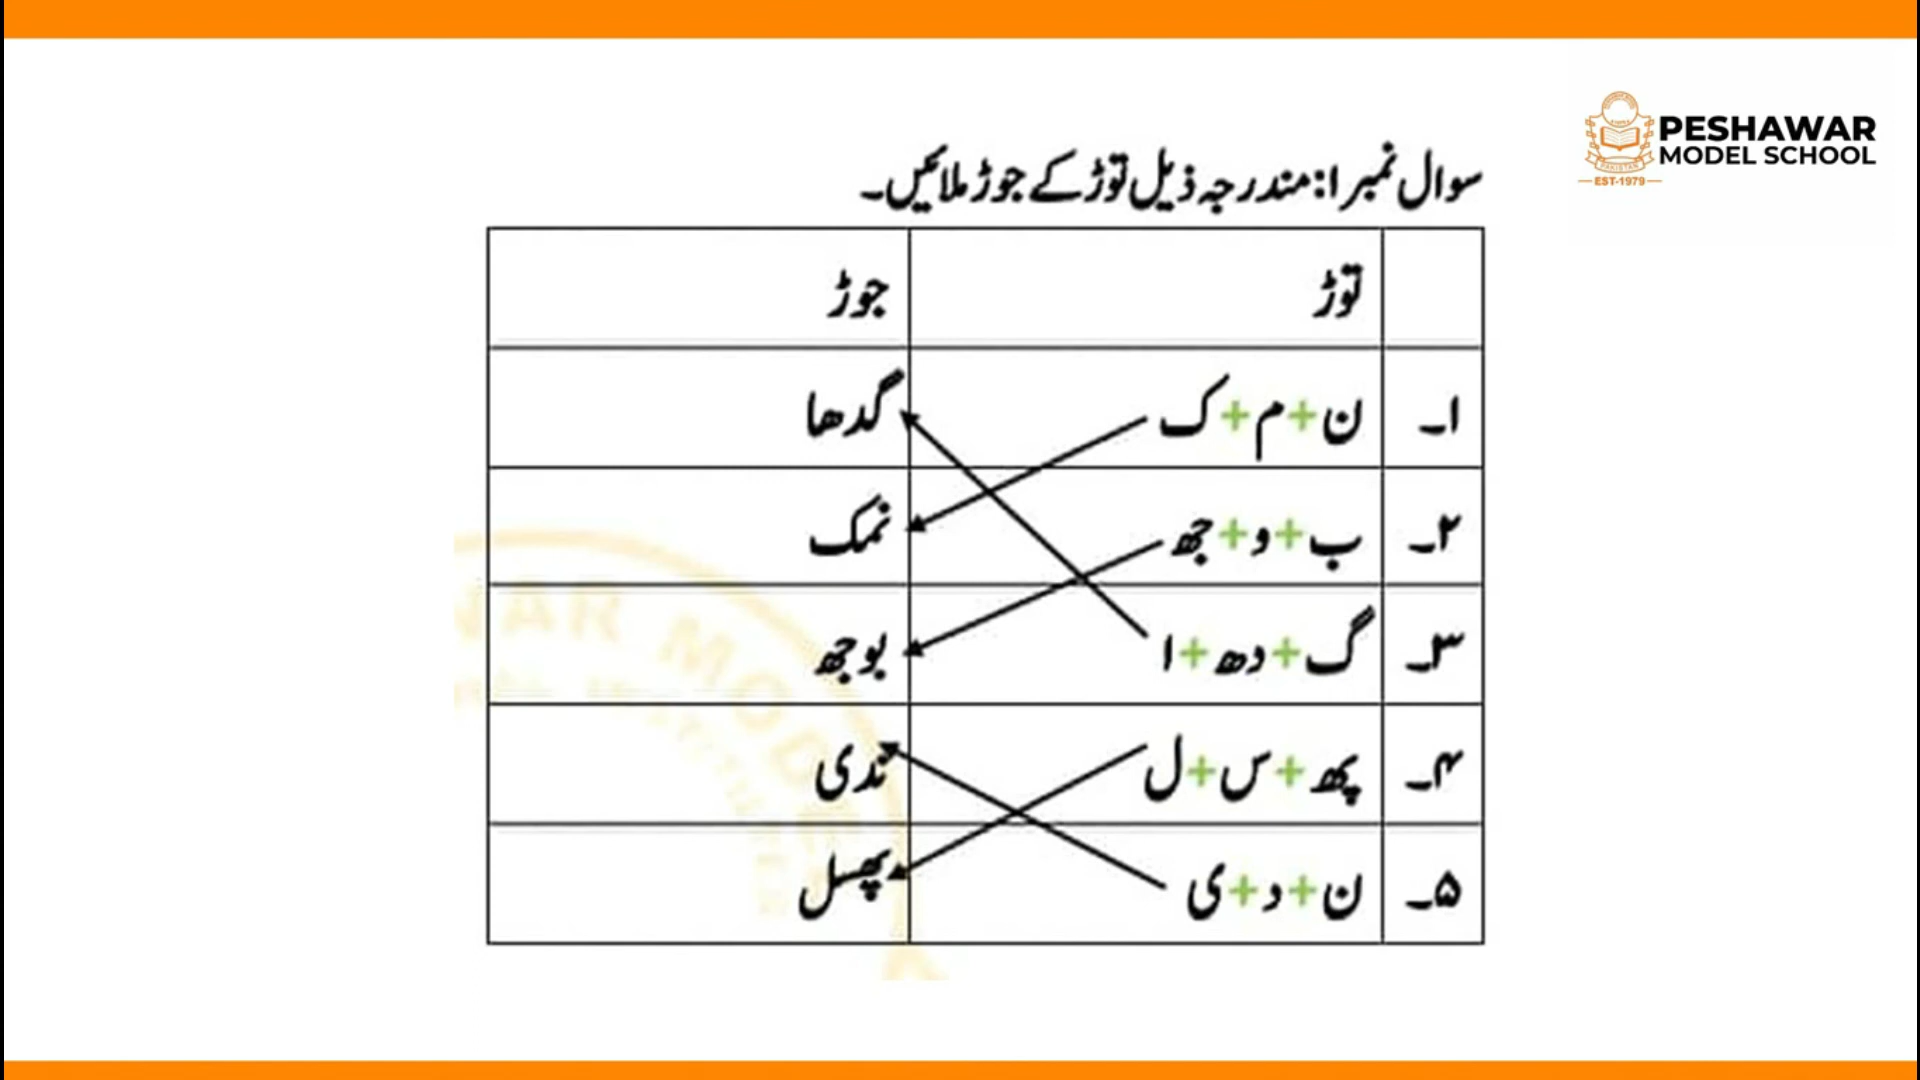 PESHAWAR
MODEL SCHOOL
EST-1979
سوال نمبر ۱: مندرجہ ذیل توڑ کے جوڑ ملائیں۔
توڑ جوڑ
۱۔ ن+م+ک گدھا
۲۔ ب+و+جھ نمک
۳۔ گ+دھ+ا بوجھ
۴۔ پھ+س+ل ندی
۵۔ ن+د+ی پھسل